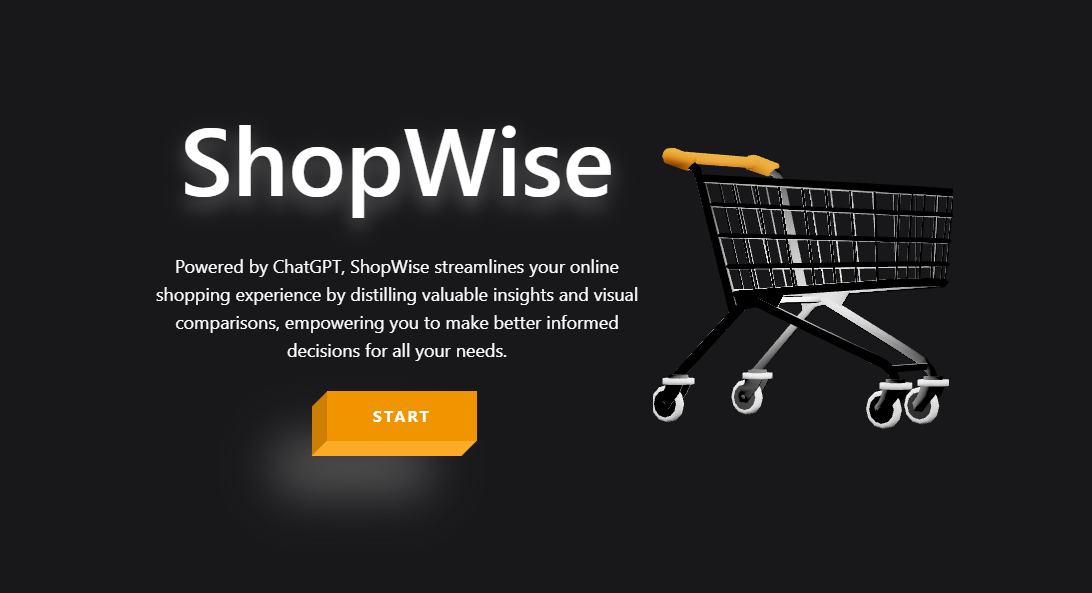 ShopWise
Powered by ChatGPT, ShopWise streamlines your online
shopping experience by distilling valuable insights and visual
comparisons, empowering you to make better informed
decisions for all your needs.
START